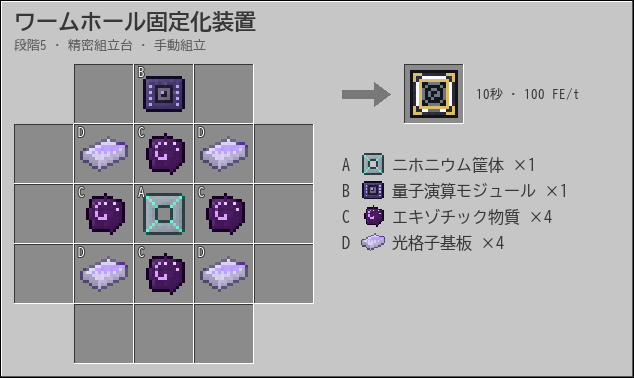 ワームホール固定化装置
段階5 · 精密組立台 · 手動組立
B
10秒 · 100 FE/t
D
C
D
A ニホニウム筐体 ×1
B 量子演算モジュール ×1
C
A
C
C エキゾチック物質 ×4
D 光格子基板 ×4
D
C
D